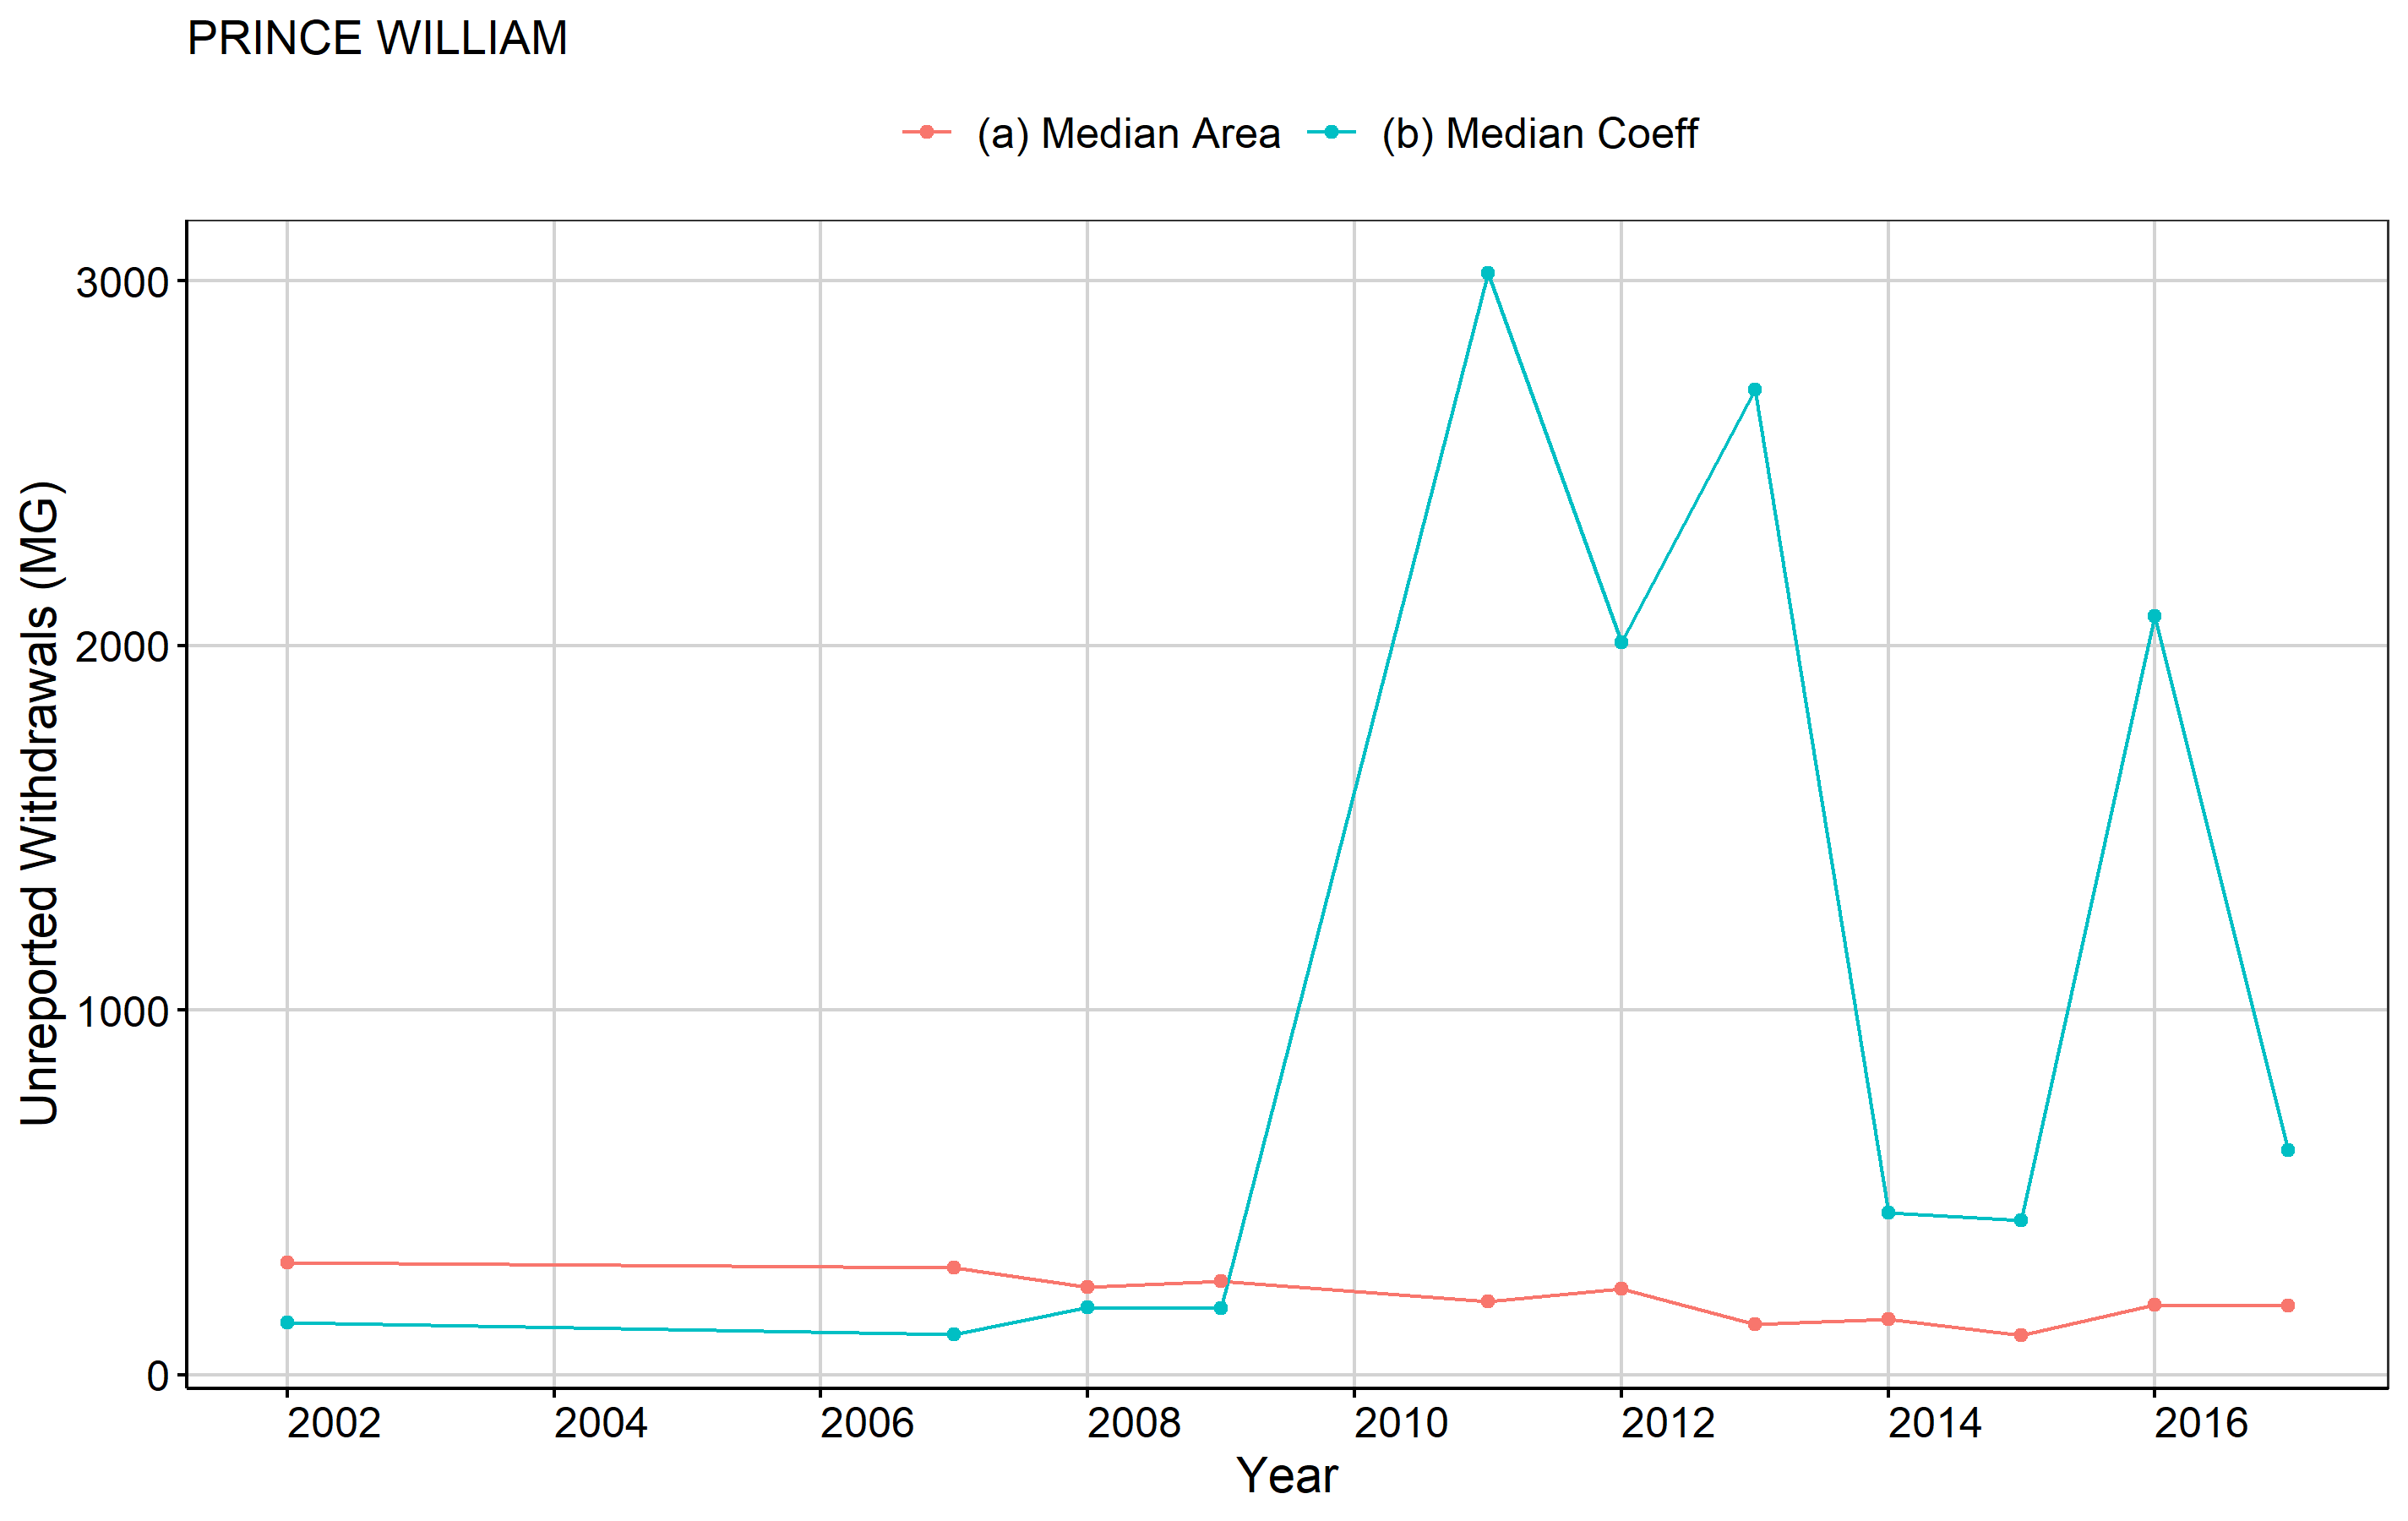 PRINCE WILLIAM
(a) Median Area (b) Median Coeff
Unreported Withdrawals (MG)
3000
2000
1000
0
2002 2004 2006 2008 2010 2012 2014 2016
Year